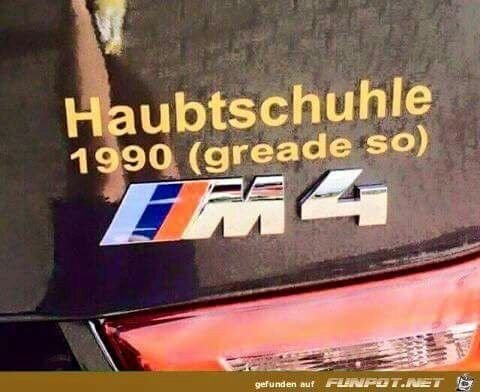 Haubtschuhle
1990 (greade so)
M4
gefunden auf FUNPOT.NET